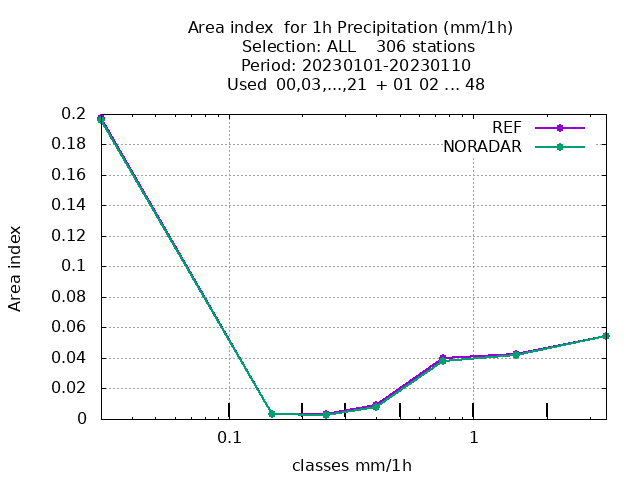 Area index  for 1h Precipitation (mm/1h)
Selection: ALL    306 stations
Period: 20230101-20230110
Used  00,03,...,21  + 01 02 ... 48
REF
NORADAR
0.2
0.18
0.16
0.14
0.12
0.1
0.08
0.06
0.04
0.02
0
Area index
0.1
1
classes mm/1h